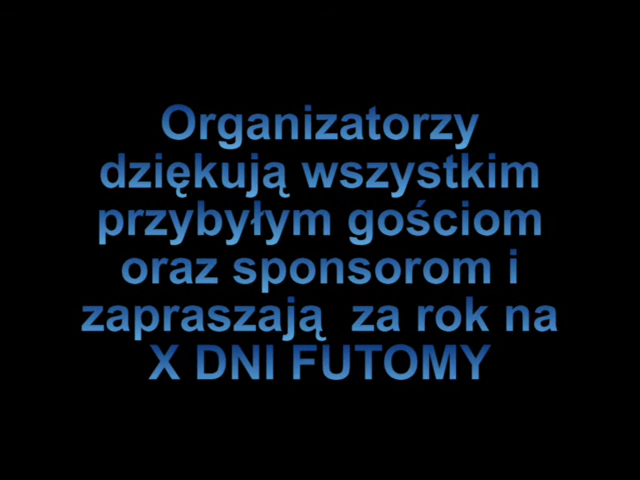 Organizatorzy
dziękują wszystkim
przybyłym gościom
oraz sponsorom i
zapraszają  za rok na
X DNI FUTOMY